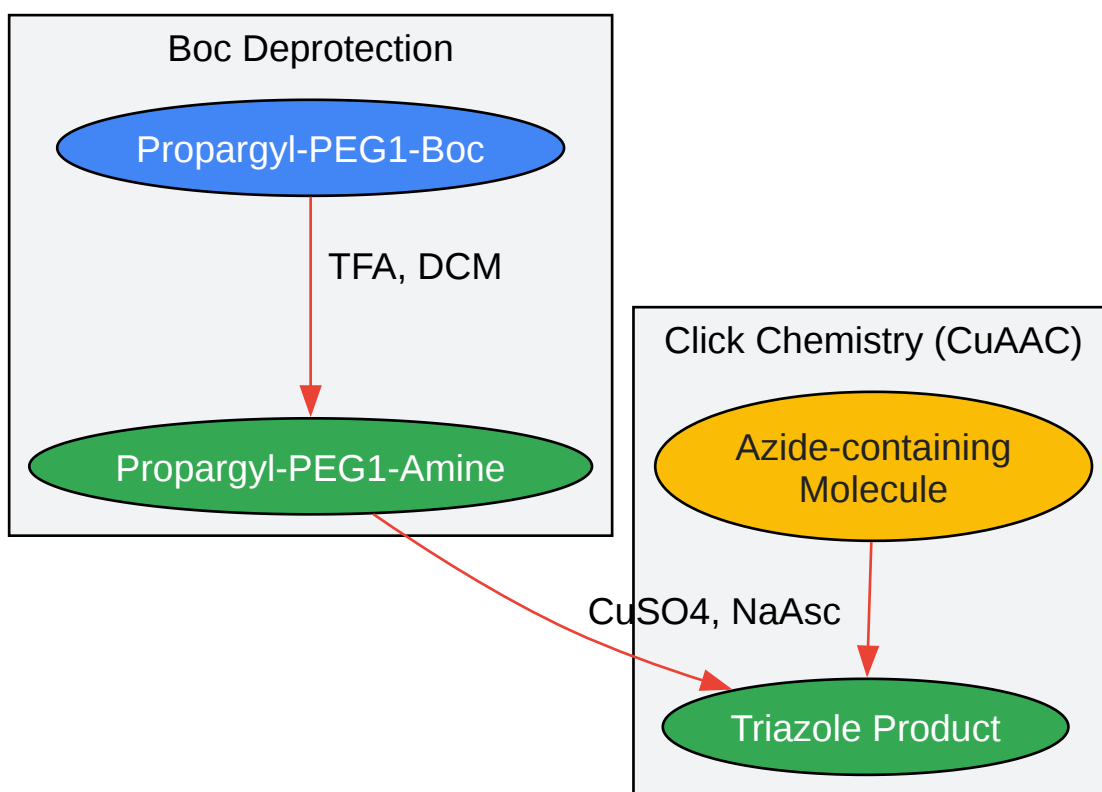 Boc Deprotection
Propargyl-PEG1-Boc
TFA, DCM
Propargyl-PEG1-Amine
Click Chemistry (CuAAC)
Azide-containing
Molecule
CuSO4, NaAsc
Triazole Product